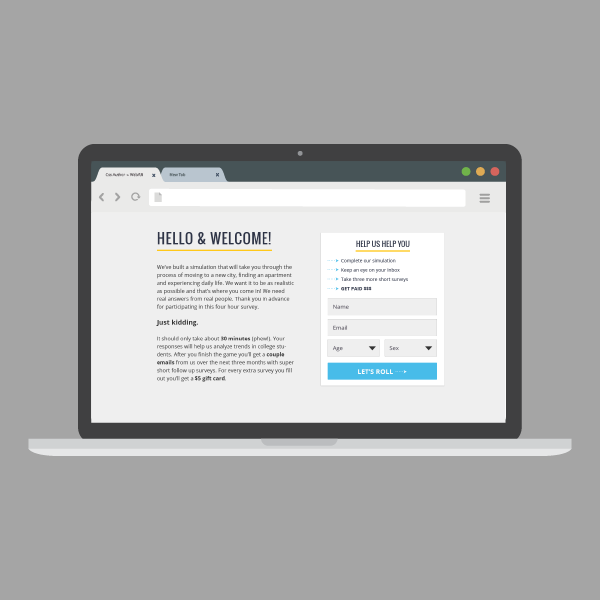 New Tab
HELLO & WELCOME!
We've built a simulation that will take you through the
process of moving to a new city, finding an apartment
and experiencing daily life. We want it to be as realistic
as possible and that's where you come in! We need
real answers from real people. Thank you in advance
for participating in this four hour survey.
Just kidding.
It should only take about 30 minutes (phowl). Your
responses will help us analyze trends in college stu-
dents. After you finish the game you'll get a couple
emails from us over the next three months with super
short follow up surveys. For every extra survey you fill
out you'll get a $5 gift card.
HELP US HELP YOU
Complete our simulation
Keep an eye on your inbox
Take three more short surveys
GET PAID $$$
Name
Email
Age Sex
LET'S ROLL